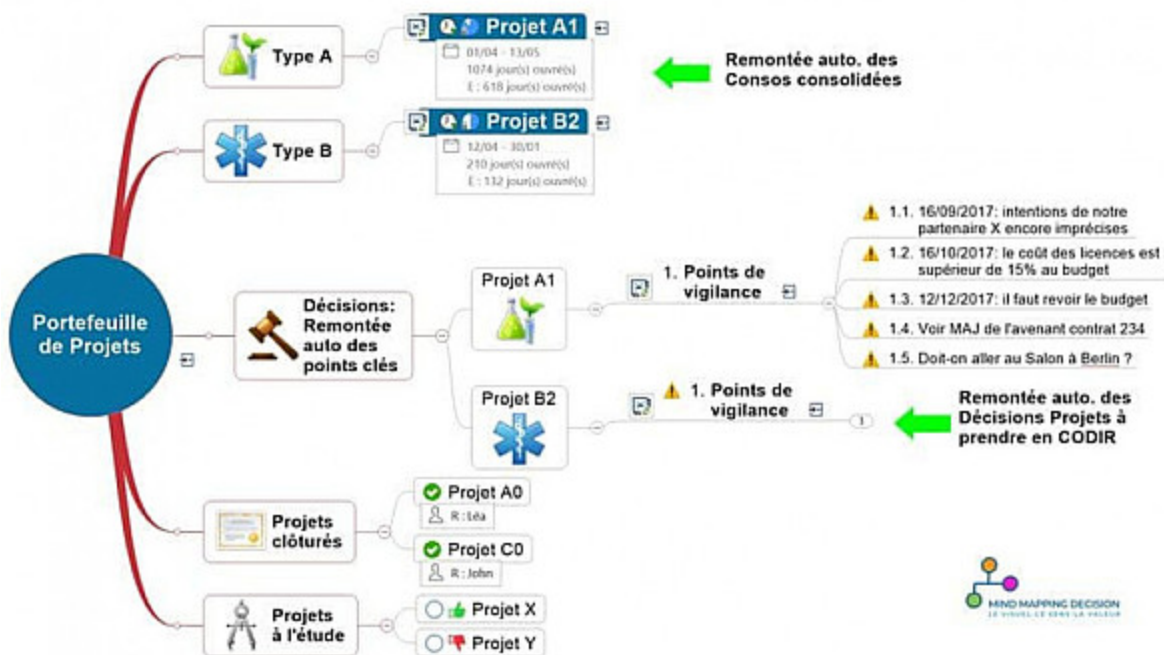 Portefeuille
de Projets
Type A
Projet A1
01/04 - 13/05
1074 jour(s) ouvré(s)
E : 618 jour(s) ouvré(s)
Remontée auto. des
Consos consolidées
Type B
Projet B2
12/04 - 30/01
210 jour(s) ouvré(s)
E : 132 jour(s) ouvré(s)
Décisions:
Remontée
auto des
points clés
Projet A1
1. Points de
vigilance
1.1. 16/09/2017: intentions de notre
partenaire X encore imprécises
1.2. 16/10/2017: le coût des licences est
supérieur de 15% au budget
1.3. 12/12/2017: il faut revoir le budget
1.4. Voir MAJ de l'avenant contrat 234
1.5. Doit-on aller au Salon à Berlin ?
Projet B2
1. Points de
vigilance
Remontée auto. des
Décisions Projets à
prendre en CODIR
Projets
clôturés
Projet A0
R : Léa
Projet C0
R : John
Projets
à l'étude
Projet X
Projet Y
MIND MAPPING DECISION
LE VISUEL CE SENS LA VALEUR